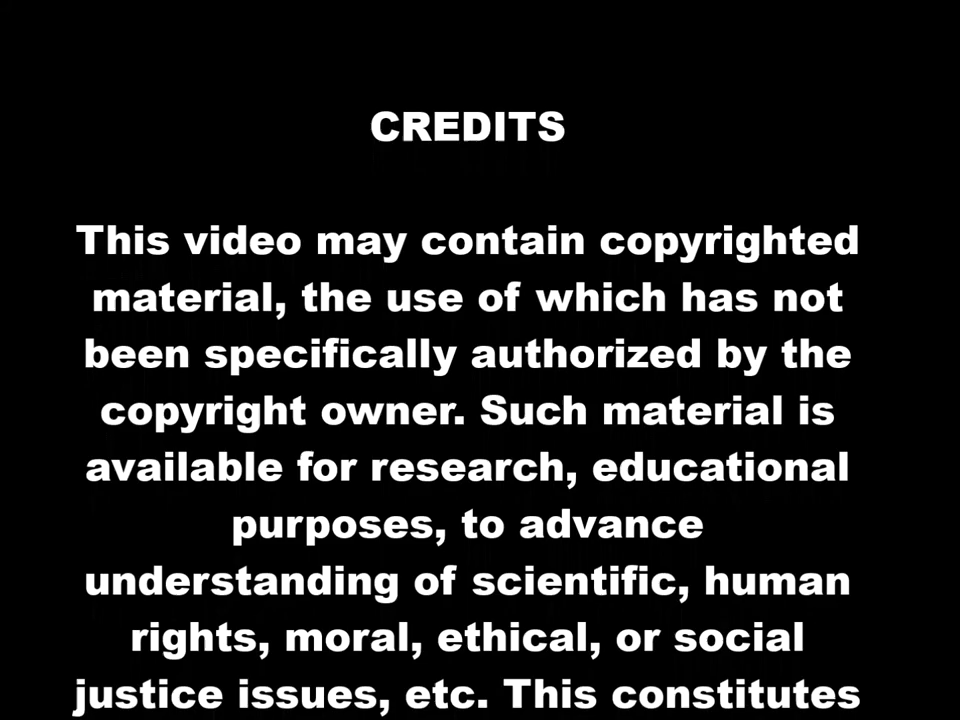 CREDITS
This video may contain copyrighted
material, the use of which has not
been specifically authorized by the
copyright owner. Such material is
available for research, educational
purposes, to advance
understanding of scientific, human
rights, moral, ethical, or social
justice issues, etc. This constitutes